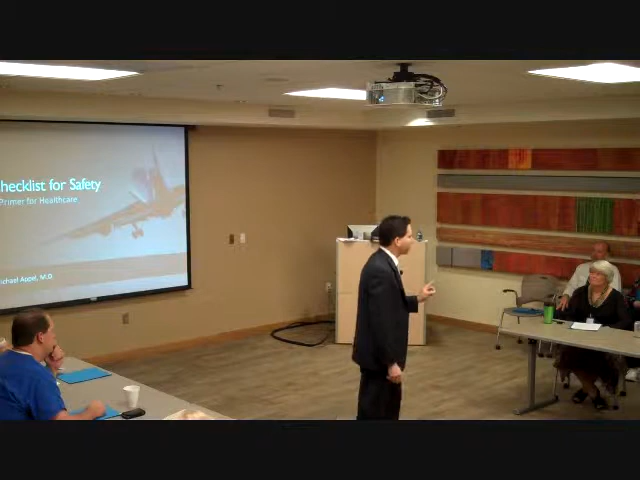 hecklist for Safety
Primer for Healthcare
ichael Appel, M.D.